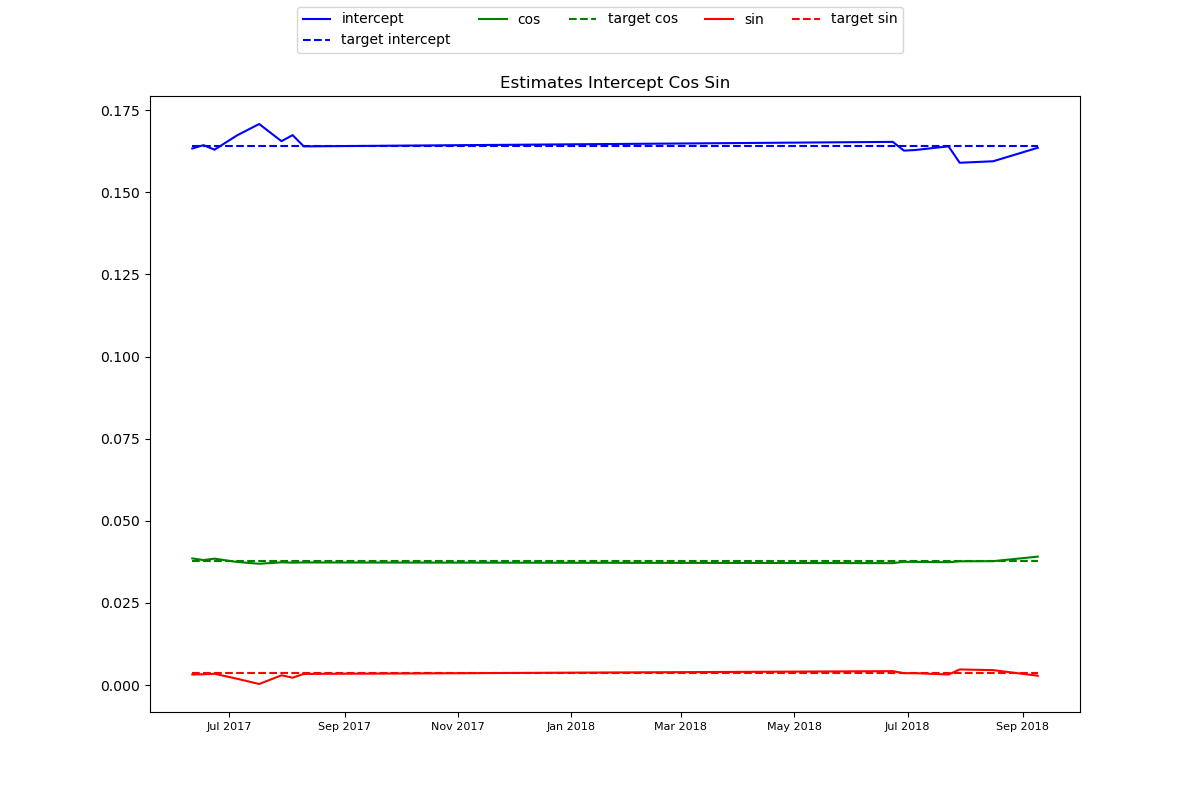 intercept cos target cos sin target sin
target intercept
Estimates Intercept Cos Sin
0.175
0.150
0.125
0.100
0.075
0.050
0.025
0.000
Jul 2017 Sep 2017 Nov 2017 Jan 2018 Mar 2018 May 2018 Jul 2018 Sep 2018